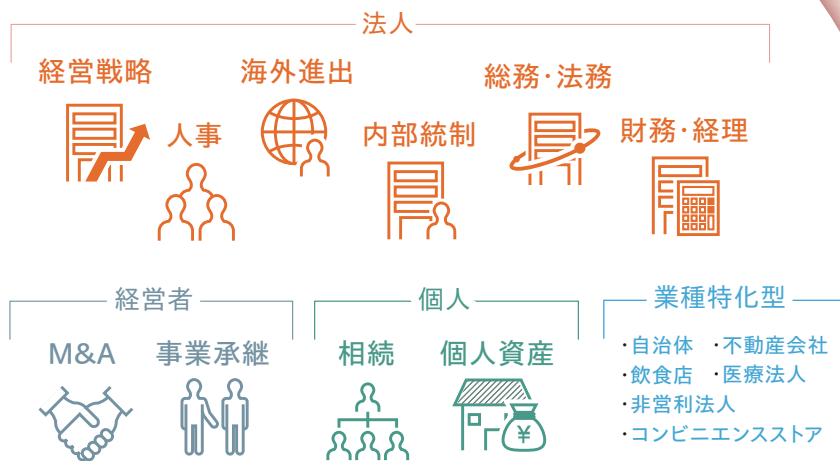 法人
経営戦略
人事
海外進出
内部統制
総務・法務
財務・経理
経営者
M&A
事業承継
個人
相続
個人資産
¥
業種特化型
・自治体 ・不動産会社
・飲食店 ・医療法人
・非営利法人
・コンビニエンスストア